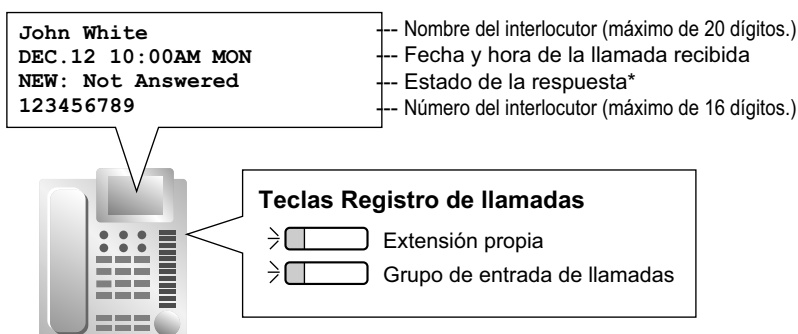 John White --- Nombre del interlocutor (máximo de 20 dígitos.)
DEC.12 10:00AM MON --- Fecha y hora de la llamada recibida
NEW: Not Answered --- Estado de la respuesta*
123456789 --- Número del interlocutor (máximo de 16 dígitos.)
Teclas Registro de llamadas
Extensión propia
Grupo de entrada de llamadas